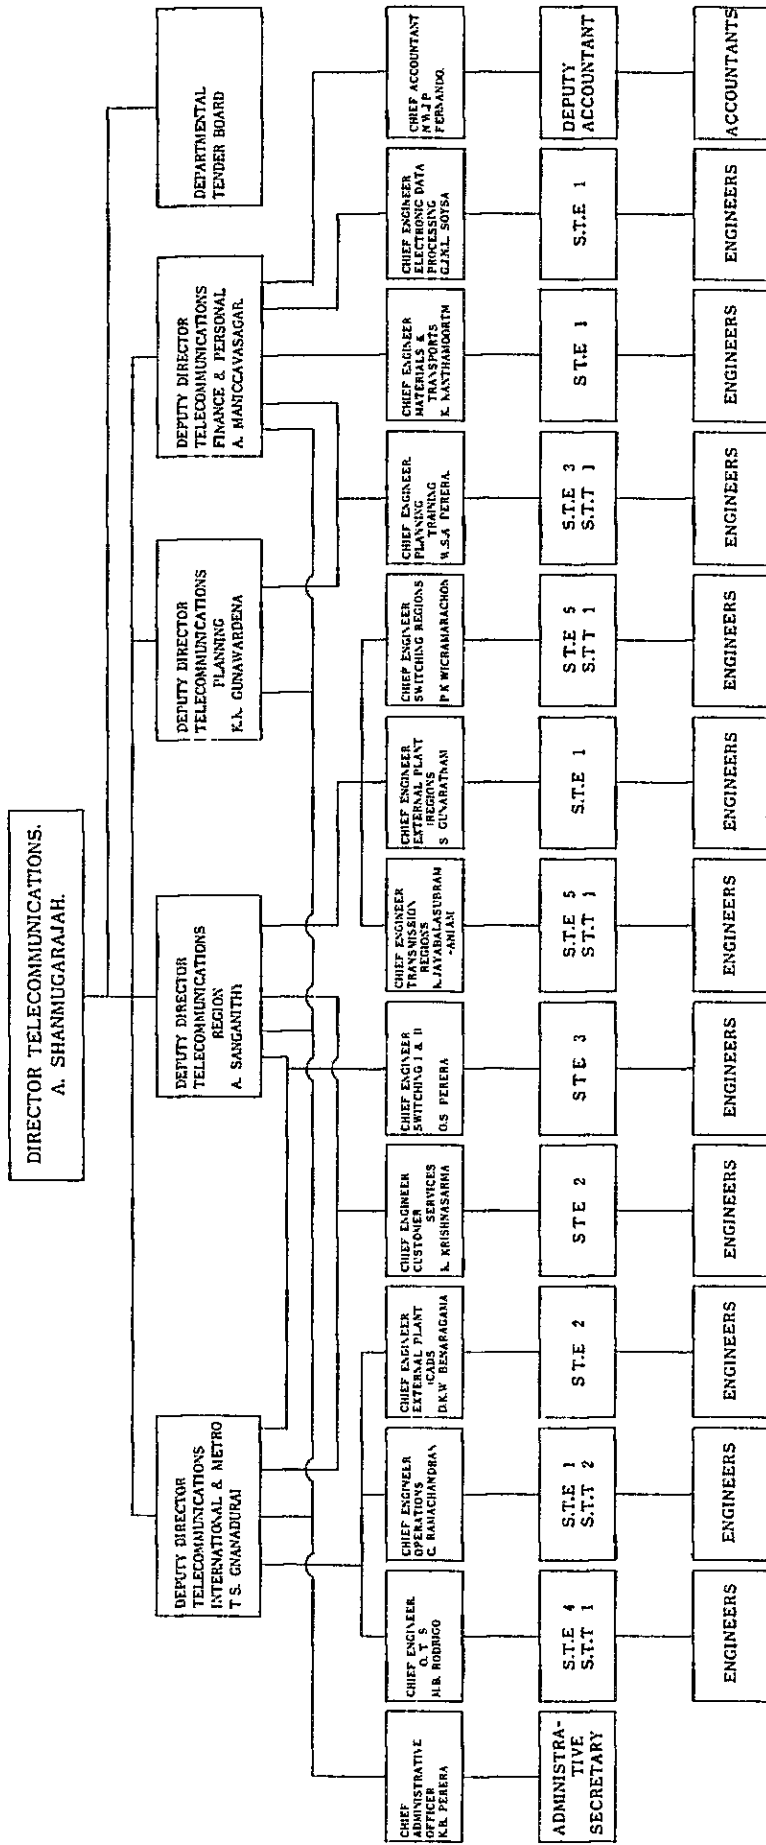 DIRECTOR TELECOMMUNICATIONS.
A. SHANMUGARAJAH.
DEPUTY DIRECTOR
TELECOMMUNICATIONS
INTERNATIONAL & METRO
T S. GNANADURAI
DEPUTY DIRECTOR
TELECOMMUNICATIONS
REGION
A. SANGANITHY
DEPUTY DIRECTOR
TELECOMMUNICATIONS
PLANNING
K.K. GUNAWARDENA
DEPUTY DIRECTOR
TELECOMMUNICATIONS
FINANCE & PERSONAL
A. MANICCAVASAGAR.
DEPARTMENTAL
TENDER BOARD
CHIEF
ADMINISTRATIVE
OFFICER
K.B. PERERA
CHIEF ENGINEER
O. T S
M.B. RODRIGO
CHIEF ENGINEER
OPERATIONS
C. RAMACHANDRAN
CHIEF ENGINEER
EXTERNAL PLANT
D.K.W BENARAGAMA
CHIEF ENGINEER
CUSTOMER
SERVICES
K. KRISHNASARMA
CHIEF ENGINEER
SWITCHING I & II
O.S PERERA
CHIEF ENGINEER
TRANSMISSION
REGIONS
K.JAYABALASUBRAM
-ANIAM
CHIEF ENGINEER
EXTERNAL PLANT
REGIONS
S GUNARATNAM
CHIEF ENGINEER
SWITCHING REGIONS
P.K WICRAMARACHON
CHIEF ENGINEER
PLANNING
TRAINING
W.S.A PERERA.
CHIEF ENGINEER
MATERIALS &
TRANSPORTS
K. KANTHAMOORTM
CHIEF ENGINEER
ELECTRONIC DATA
PROCESSING
G.J.N.L. SOYSA
CHIEF ACCOUNTANT
FERNANDO.
ADMINISTRA-
TIVE
SECRETARY
S.T.E 4
S.T.T 1
S.T.E 1
S.T.T 2
S T.E 2
S T E 2
S T E 3
S.T.E 5
S T.T 1
S.T.E 1
S T.E 5
S.T T 1
S.T.E 3
S.T.T 1
S T.E 1
S.T.E 1
DEPUTY
ACCOUNTANT
ENGINEERS
ENGINEERS
ENGINEERS
ENGINEERS
ENGINEERS
ENGINEERS
ENGINEERS
ENGINEERS
ENGINEERS
ENGINEERS
ENGINEERS
ACCOUNTANTS